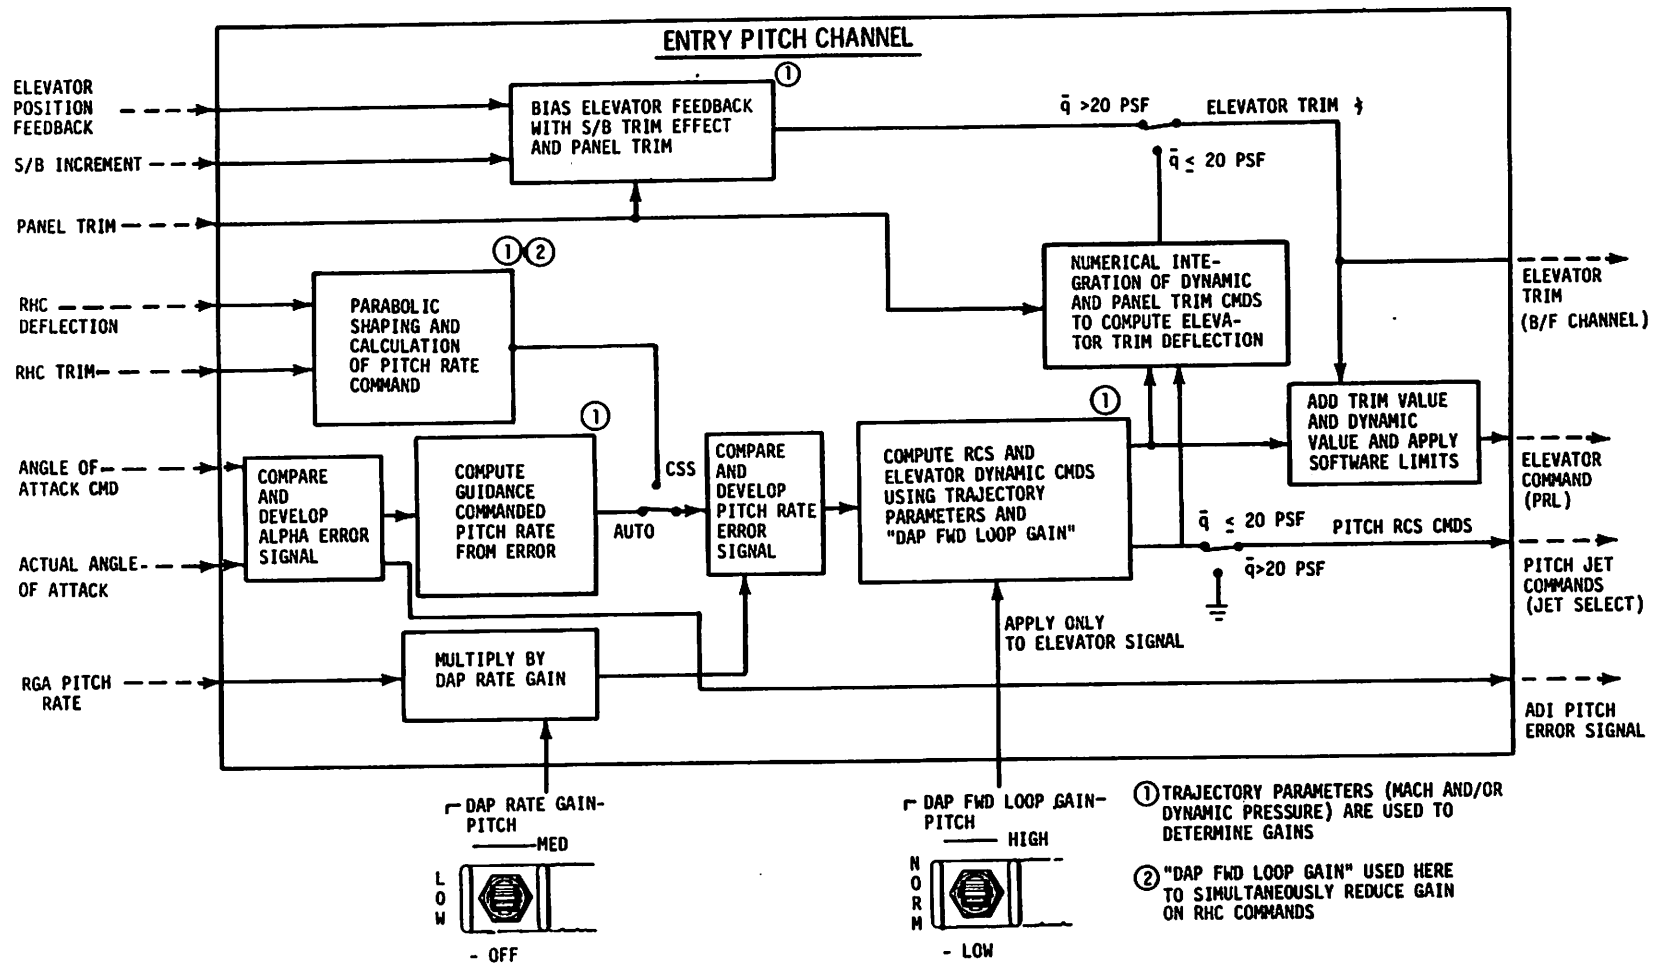 ENTRY PITCH CHANNEL
ELEVATOR
POSITION
FEEDBACK
S/B INCREMENT
PANEL TRIM
RHC
DEFLECTION
RHC TRIM
ANGLE OF
ATTACK CMD
ACTUAL ANGLE
OF ATTACK
RGA PITCH
RATE
①
BIAS ELEVATOR FEEDBACK
WITH S/B TRIM EFFECT
AND PANEL TRIM
q̄ >20 PSF
ELEVATOR TRIM
q̄ ≤ 20 PSF
① ②
PARABOLIC
SHAPING AND
CALCULATION
OF PITCH RATE
COMMAND
NUMERICAL INTE-
GRATION OF DYNAMIC
AND PANEL TRIM CMDS
TO COMPUTE ELEVA-
TOR TRIM DEFLECTION
ELEVATOR
TRIM
(B/F CHANNEL)
COMPARE
AND
DEVELOP
ALPHA ERROR
SIGNAL
①
COMPUTE
GUIDANCE
COMMANDED
PITCH RATE
FROM ERROR
CSS
AUTO
COMPARE
AND
DEVELOP
PITCH RATE
ERROR
SIGNAL
①
COMPUTE RCS AND
ELEVATOR DYNAMIC CMDS
USING TRAJECTORY
PARAMETERS AND
"DAP FWD LOOP GAIN"
ADD TRIM VALUE
AND DYNAMIC
VALUE AND APPLY
SOFTWARE LIMITS
ELEVATOR
COMMAND
(PRL)
q̄ ≤ 20 PSF
PITCH RCS CMDS
q̄>20 PSF
PITCH JET
COMMANDS
(JET SELECT)
APPLY ONLY
TO ELEVATOR SIGNAL
MULTIPLY BY
DAP RATE GAIN
ADI PITCH
ERROR SIGNAL
DAP RATE GAIN-
PITCH
MED
LOW
- OFF
DAP FWD LOOP GAIN-
PITCH
HIGH
NORM
- LOW
① TRAJECTORY PARAMETERS (MACH AND/OR
DYNAMIC PRESSURE) ARE USED TO
DETERMINE GAINS
② "DAP FWD LOOP GAIN" USED HERE
TO SIMULTANEOUSLY REDUCE GAIN
ON RHC COMMANDS